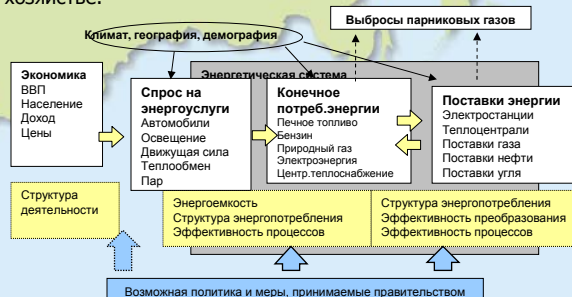 хозяйстве.
Выбросы парниковых газов
Климат, география, демография
Экономика
ВВП
Население
Доход
Цены
Энергетическая система
Спрос на
энергоуслуги
Автомобили
Освещение
Движущая сила
Теплообмен
Пар
Конечное
потреб.энергии
Печное топливо
Бензин
Природный газ
Электроэнергия
Центр.теплоснабжение
Поставки энергии
Электростанции
Теплоцентрали
Поставки газа
Поставки нефти
Поставки угля
Структура
деятельности
Энергоемкость
Структура энергопотребления
Эффективность процессов
Структура энергопотребления
Эффективность преобразования
Эффективность процессов
Возможная политика и меры, принимаемые правительством